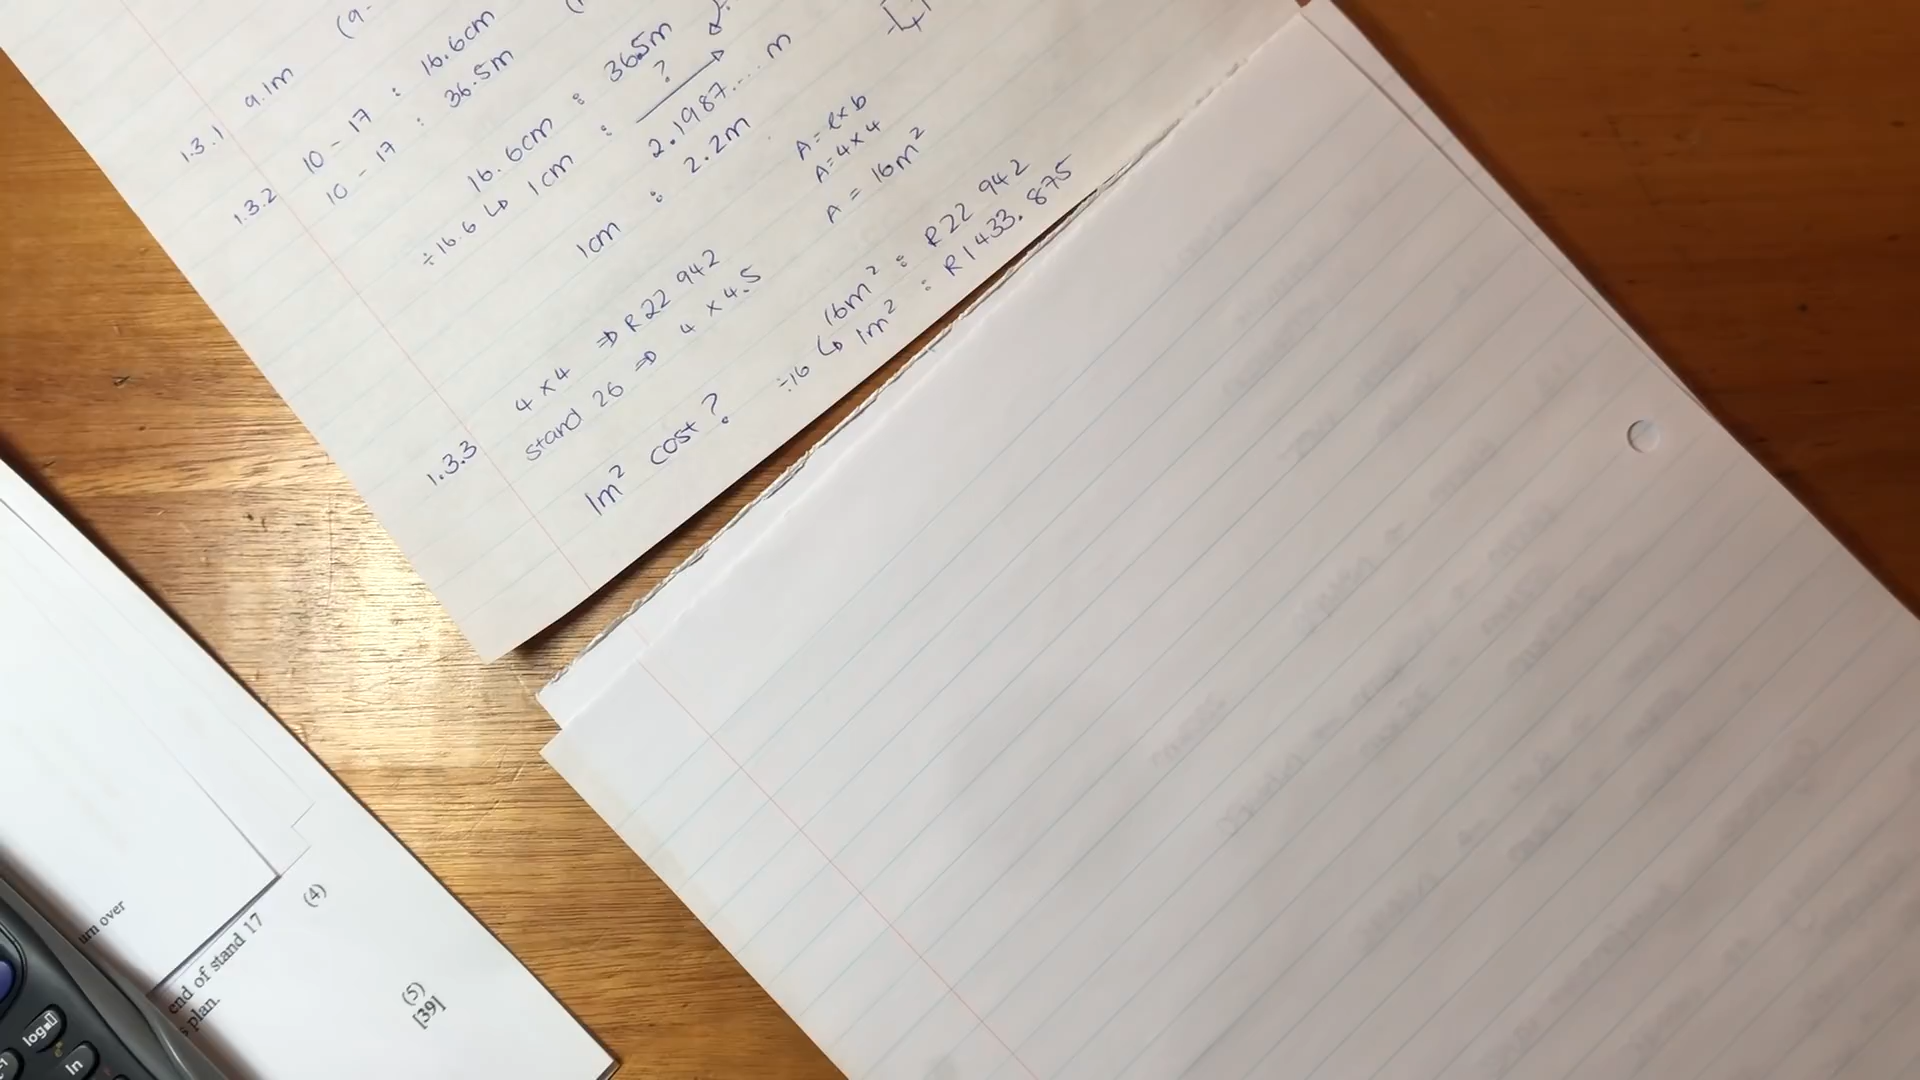 (9-
1.3.1 9.1m
1.3.2 10 - 17 : 16.6cm
10 - 17 : 36.5m
16.6cm : 36.5m
÷16.6 ↳ 1cm : ?
2.1987... m
1cm : 2.2m
1.3.3 4 × 4 ⇒ R22 942
stand 26 ⇒ 4 × 4.5
1m² cost?
A = l × b
A = 4 × 4
A = 16m²
16m² : R22 942
÷16 ↳ 1m² : R1433.875
urn over
(4)
end of stand 17
plan.
(5)
[39]
log
ln